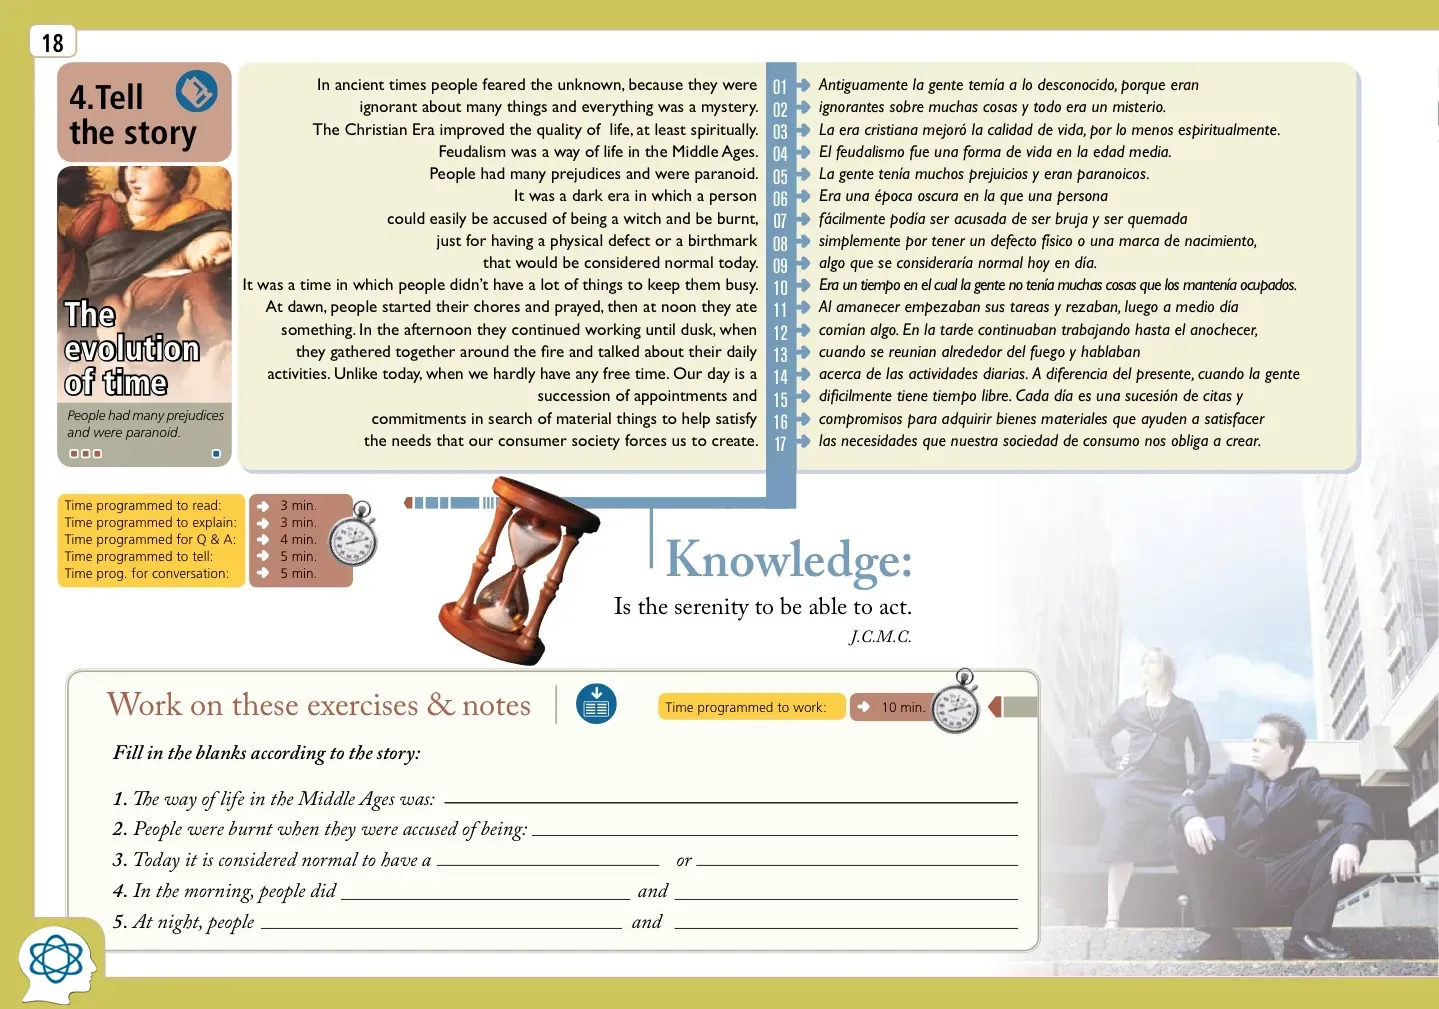 18
4.Tell
the story
The
evolution
of time
People had many prejudices
and were paranoid.
In ancient times people feared the unknown, because they were
ignorant about many things and everything was a mystery.
The Christian Era improved the quality of life, at least spiritually.
Feudalism was a way of life in the Middle Ages.
People had many prejudices and were paranoid.
It was a dark era in which a person
could easily be accused of being a witch and be burnt,
just for having a physical defect or a birthmark
that would be considered normal today.
It was a time in which people didn't have a lot of things to keep them busy.
At dawn, people started their chores and prayed, then at noon they ate
something. In the afternoon they continued working until dusk, when
they gathered together around the fire and talked about their daily
activities. Unlike today, when we hardly have any free time. Our day is a
succession of appointments and
commitments in search of material things to help satisfy
the needs that our consumer society forces us to create.
01
02
03
04
05
06
07
08
09
10
11
12
13
14
15
16
17
Antiguamente la gente temía a lo desconocido, porque eran
ignorantes sobre muchas cosas y todo era un misterio.
La era cristiana mejoró la calidad de vida, por lo menos espiritualmente.
El feudalismo fue una forma de vida en la edad media.
La gente tenía muchos prejuicios y eran paranoicos.
Era una época oscura en la que una persona
fácilmente podía ser acusada de ser bruja y ser quemada
simplemente por tener un defecto físico o una marca de nacimiento,
algo que se consideraría normal hoy en día.
Era un tiempo en el cual la gente no tenía muchas cosas que los mantenía ocupados.
Al amanecer empezaban sus tareas y rezaban, luego a medio día
comían algo. En la tarde continuaban trabajando hasta el anochecer,
cuando se reunian alrededor del fuego y hablaban
acerca de las actividades diarias. A diferencia del presente, cuando la gente
dificilmente tiene tiempo libre. Cada día es una sucesión de citas y
compromisos para adquirir bienes materiales que ayuden a satisfacer
las necesidades que nuestra sociedad de consumo nos obliga a crear.
Time programmed to read: 3 min.
Time programmed to explain: 3 min.
Time programmed for Q & A: 4 min.
Time programmed to tell: 5 min.
Time prog. for conversation: 5 min.
Knowledge:
Is the serenity to be able to act.
J.C.M.C.
Work on these exercises & notes
Time programmed to work: 10 min.
Fill in the blanks according to the story:
1. The way of life in the Middle Ages was:
2. People were burnt when they were accused of being:
3. Today it is considered normal to have a or
4. In the morning, people did and
5. At night, people and